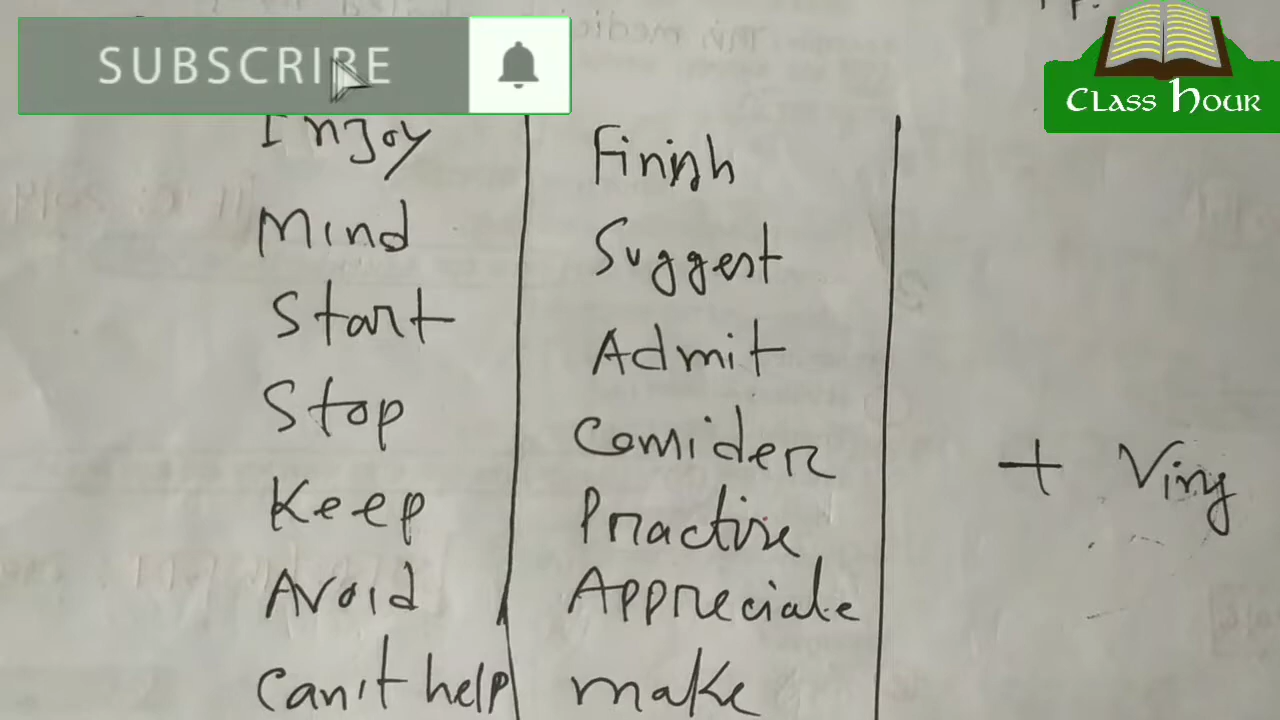 SUBSCRIBE
CLASS HOUR
Enjoy
Finish
Mind
Suggest
Start
Admit
Stop
Consider
+ Ving
Keep
Practise
Avoid
Appreciate
Can't help
make